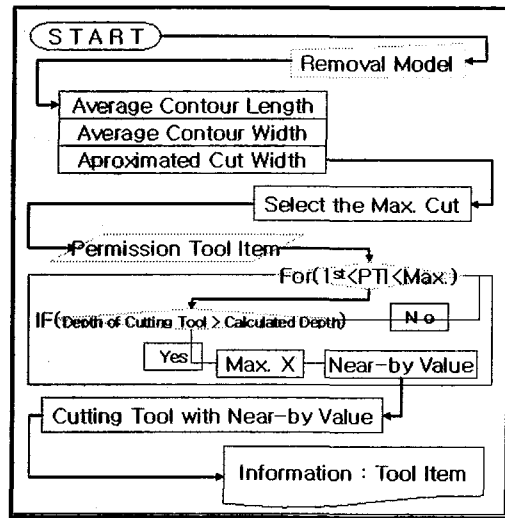 START
Removal Model
Average Contour Length
Average Contour Width
Aproximated Cut Width
Select the Max. Cut
Permission Tool Item
For(1st<PTI<Max.)
IF(Depth of Cutting Tool > Calculated Depth)
No
Yes
Max. X
Near-by Value
Cutting Tool with Near-by Value
Information : Tool Item